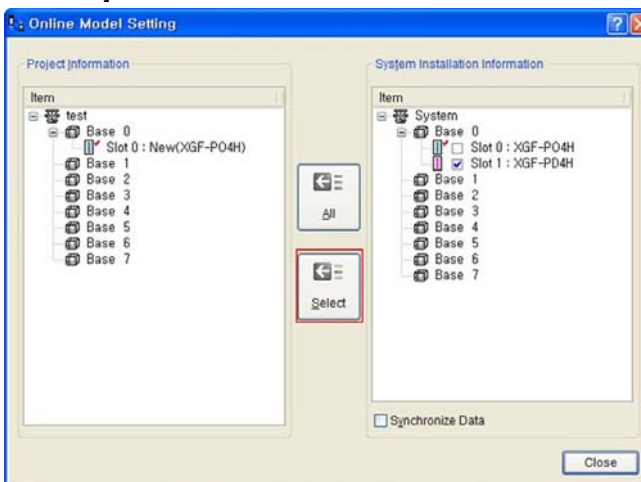 Online Model Setting
Project Information
Item
test
Base 0
Slot 0 : New(XGF-PO4H)
Base 1
Base 2
Base 3
Base 4
Base 5
Base 6
Base 7
All
Select
System Installation Information
Item
System
Base 0
Slot 0 : XGF-PO4H
Slot 1 : XGF-PD4H
Base 1
Base 2
Base 3
Base 4
Base 5
Base 6
Base 7
Synchronize Data
Close